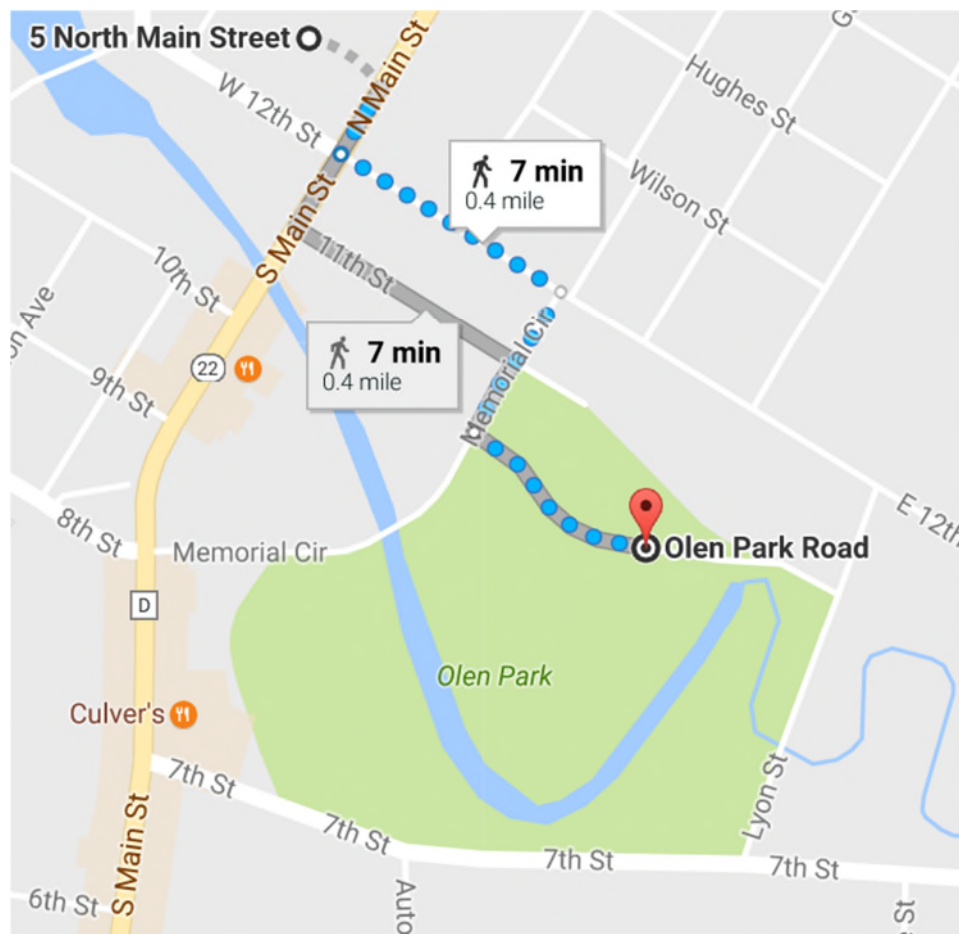 5 North Main Street
N Main St
G
W 12th St
Hughes St
7 min
0.4 mile
Wilson St
S Main St
11th St
10th St
on Ave
Memorial Cir
7 min
0.4 mile
22
9th St
8th St
E 12th
Memorial Cir
Olen Park Road
D
Olen Park
Culver's
7th St
Lyon St
7th St
7th St
7th St
S Main St
6th St
Auto
e St